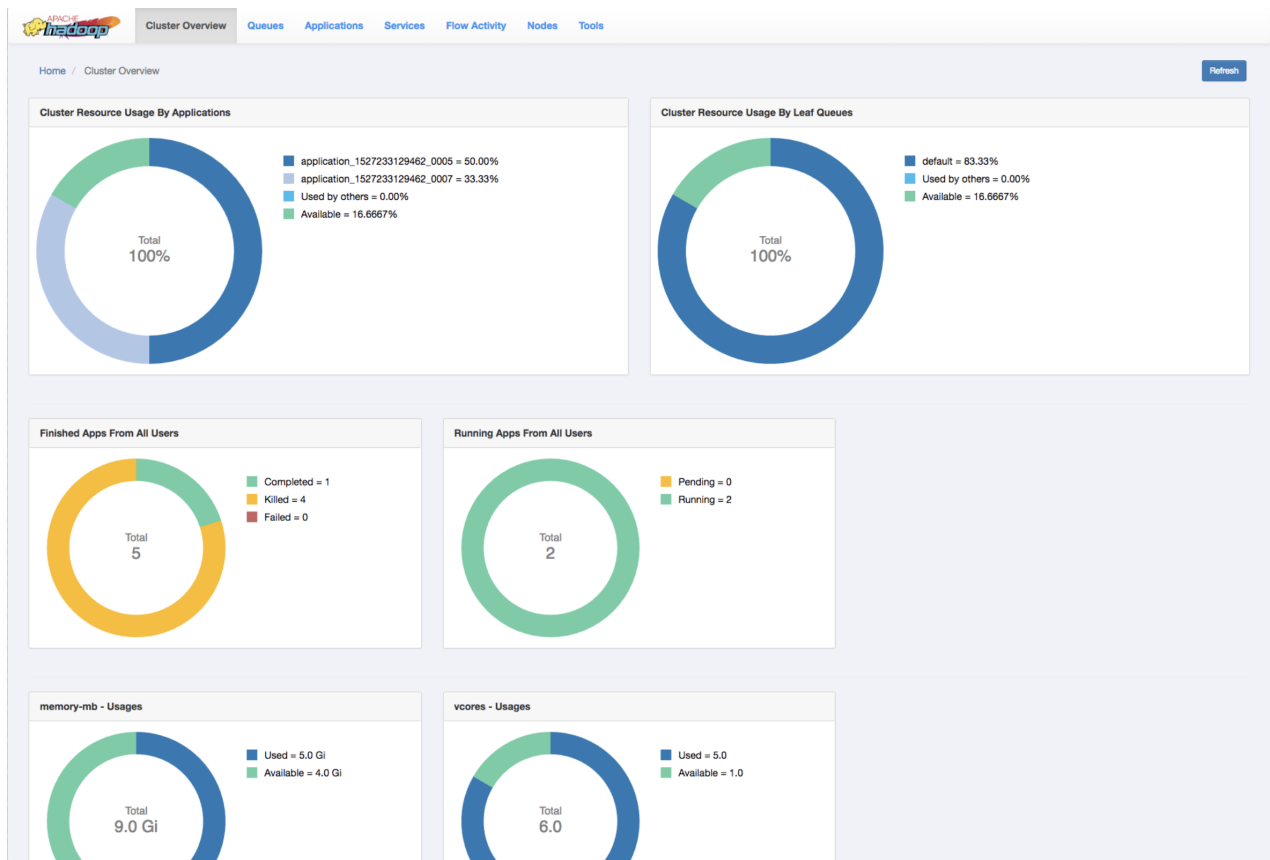 APACHE
hadoop
Cluster Overview Queues Applications Services Flow Activity Nodes Tools
Home / Cluster Overview
Refresh
Cluster Resource Usage By Applications
Total
100%
application_1527233129462_0005 = 50.00%
application_1527233129462_0007 = 33.33%
Used by others = 0.00%
Available = 16.6667%
Cluster Resource Usage By Leaf Queues
Total
100%
default = 83.33%
Used by others = 0.00%
Available = 16.6667%
Finished Apps From All Users
Total
5
Completed = 1
Killed = 4
Failed = 0
Running Apps From All Users
Total
2
Pending = 0
Running = 2
memory-mb - Usages
Total
9.0 Gi
Used = 5.0 Gi
Available = 4.0 Gi
vcores - Usages
Total
6.0
Used = 5.0
Available = 1.0